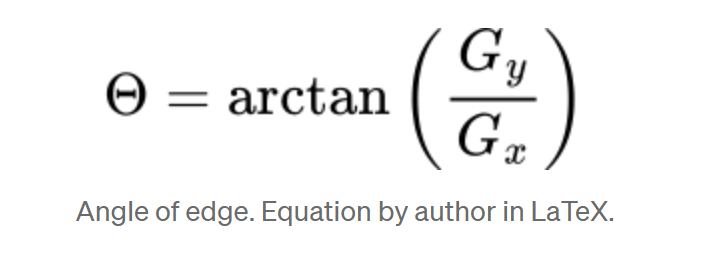 Θ = arctan ( G_y / G_x )
Angle of edge. Equation by author in LaTeX.